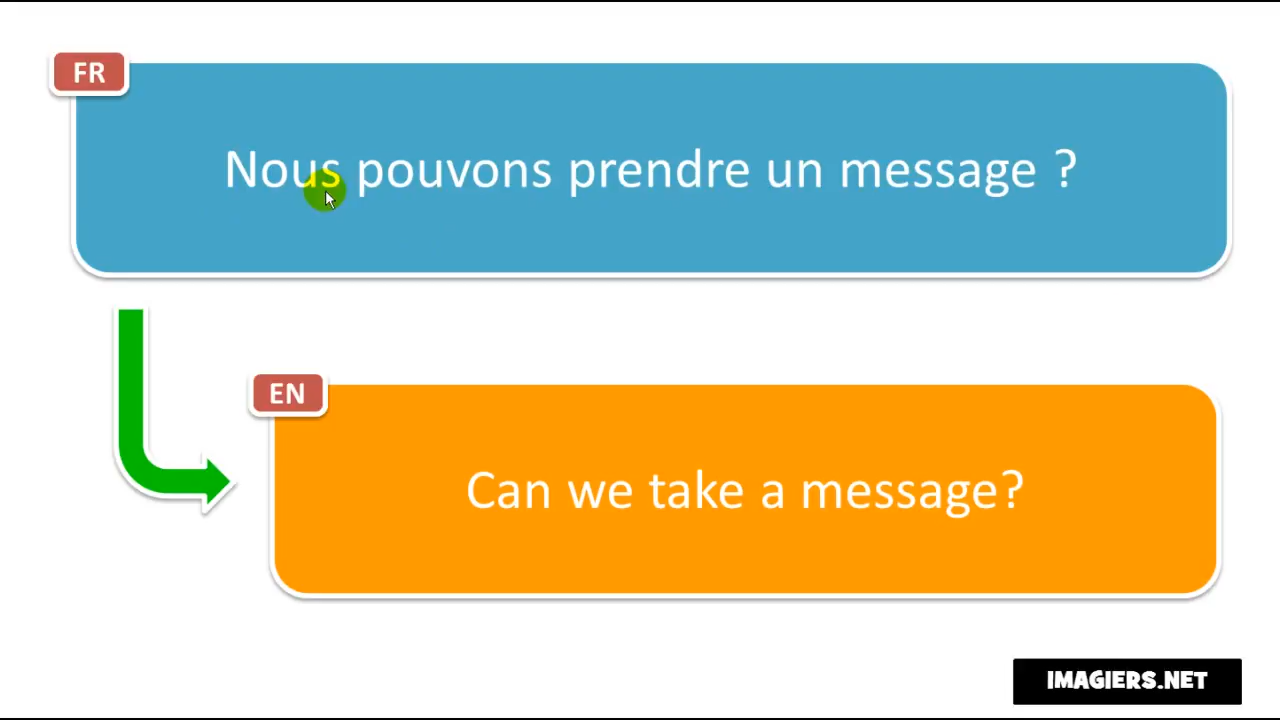 FR
Nous pouvons prendre un message ?
EN
Can we take a message?
IMAGIERS.NET